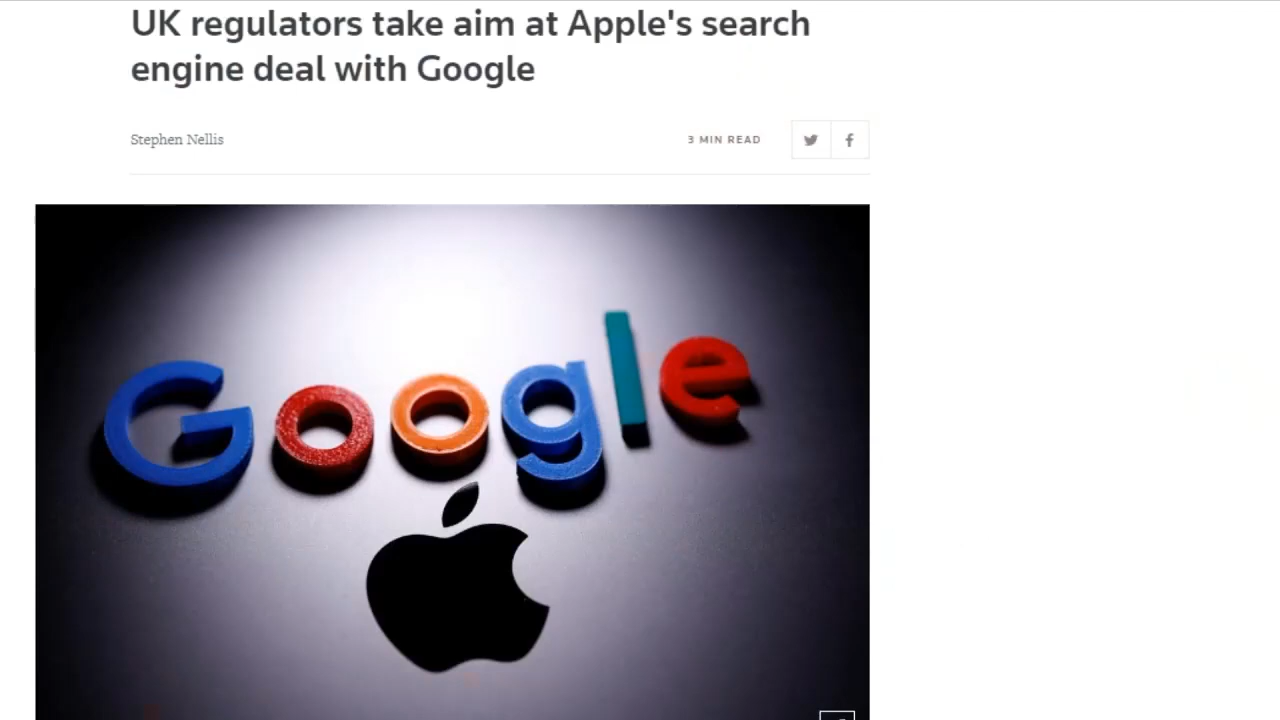 UK regulators take aim at Apple's search
engine deal with Google
Stephen Nellis
3 MIN READ
Google